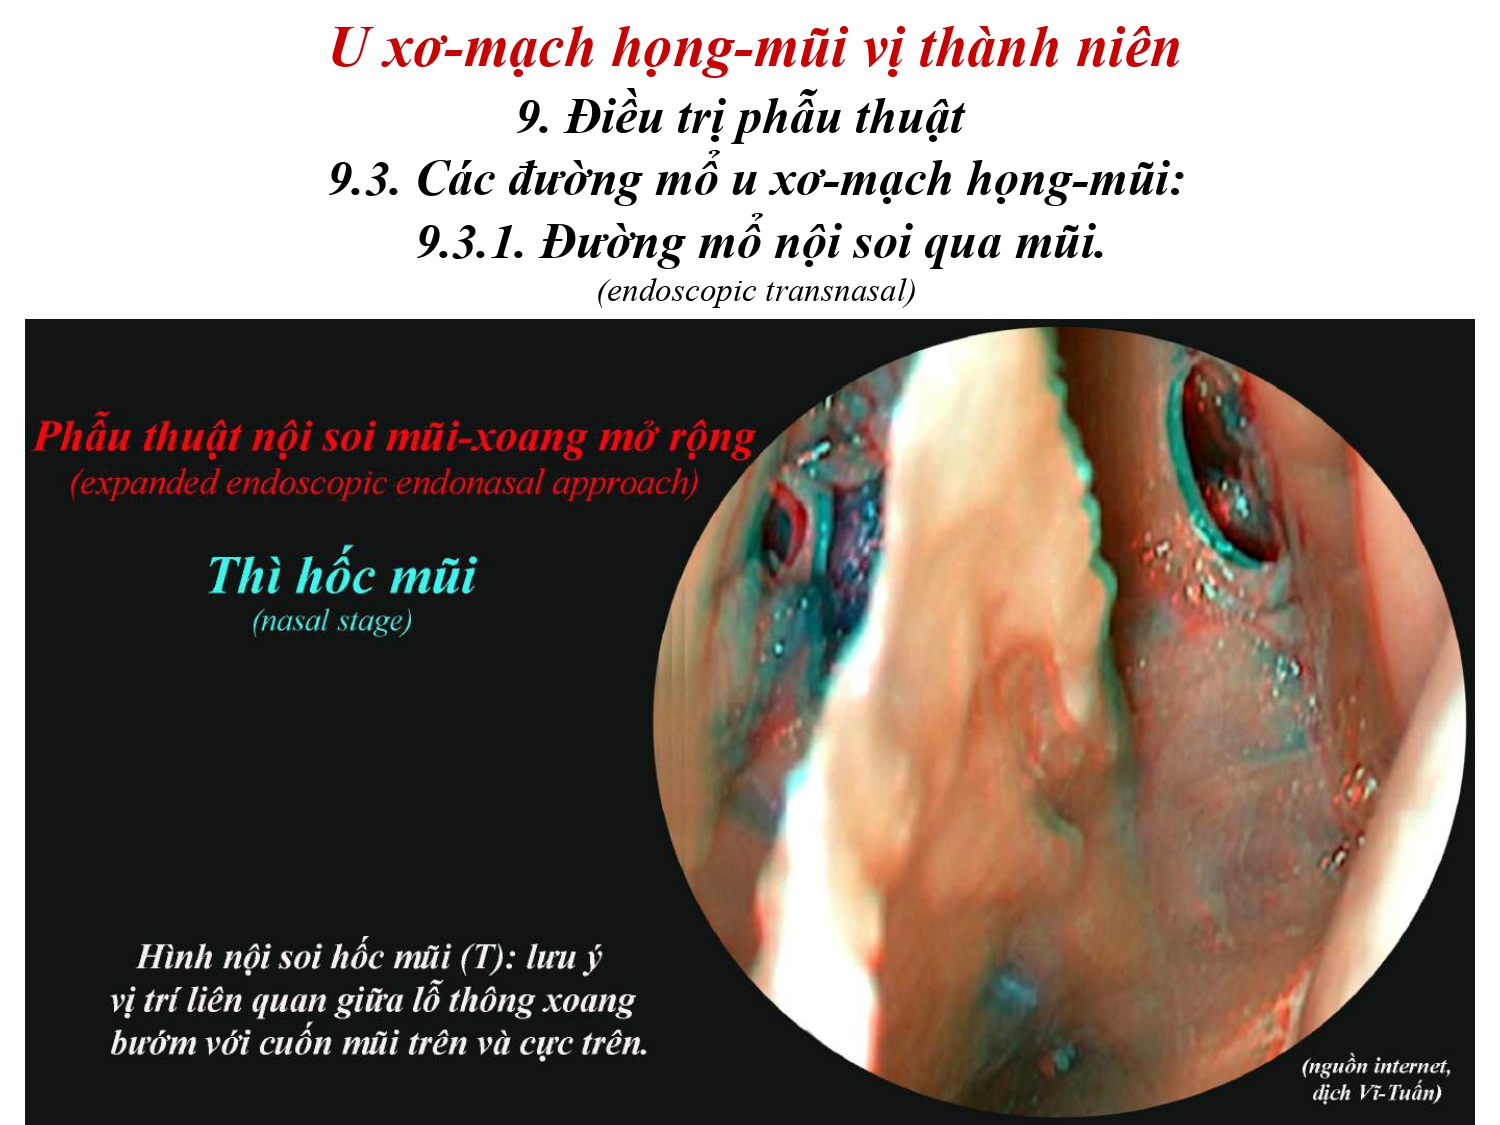 U xơ-mạch họng-mũi vị thành niên
9. Điều trị phẫu thuật
9.3. Các đường mổ u xơ-mạch họng-mũi:
9.3.1. Đường mổ nội soi qua mũi.
(endoscopic transnasal)
Phẫu thuật nội soi mũi-xoang mở rộng
(expanded endoscopic endonasal approach)
Thì hốc mũi
(nasal stage)
Hình nội soi hốc mũi (T): lưu ý
vị trí liên quan giữa lỗ thông xoang
bướm với cuốn mũi trên và cực trên.
(nguồn internet,
dịch Vĩ-Tuấn)